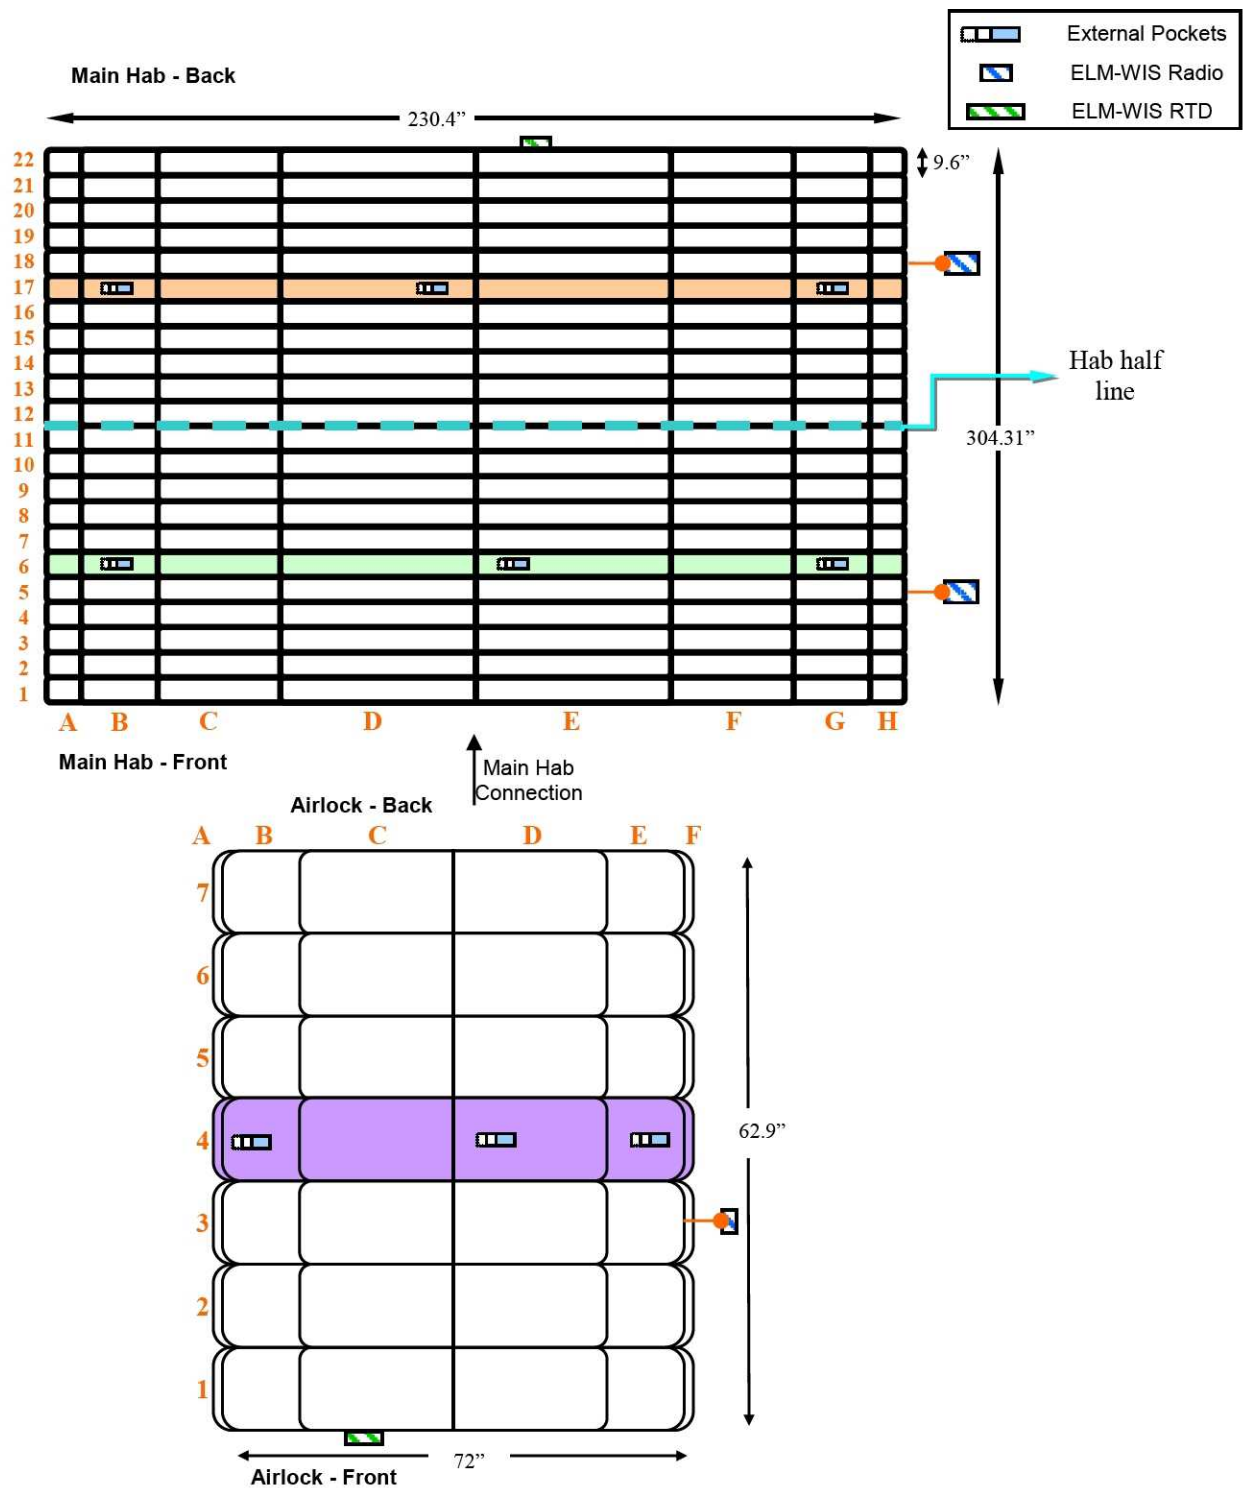 External Pockets
ELM-WIS Radio
ELM-WIS RTD
Main Hab - Back
230.4”
22
9.6”
21
20
19
18
17
16
15
14
Hab half
line
13
12
11
304.31”
10
9
8
7
6
5
4
3
2
1
A B C D E F G H
Main Hab - Front
Main Hab
Connection
Airlock - Back
A B C D E F
7
6
5
4
62.9”
3
2
1
72”
Airlock - Front